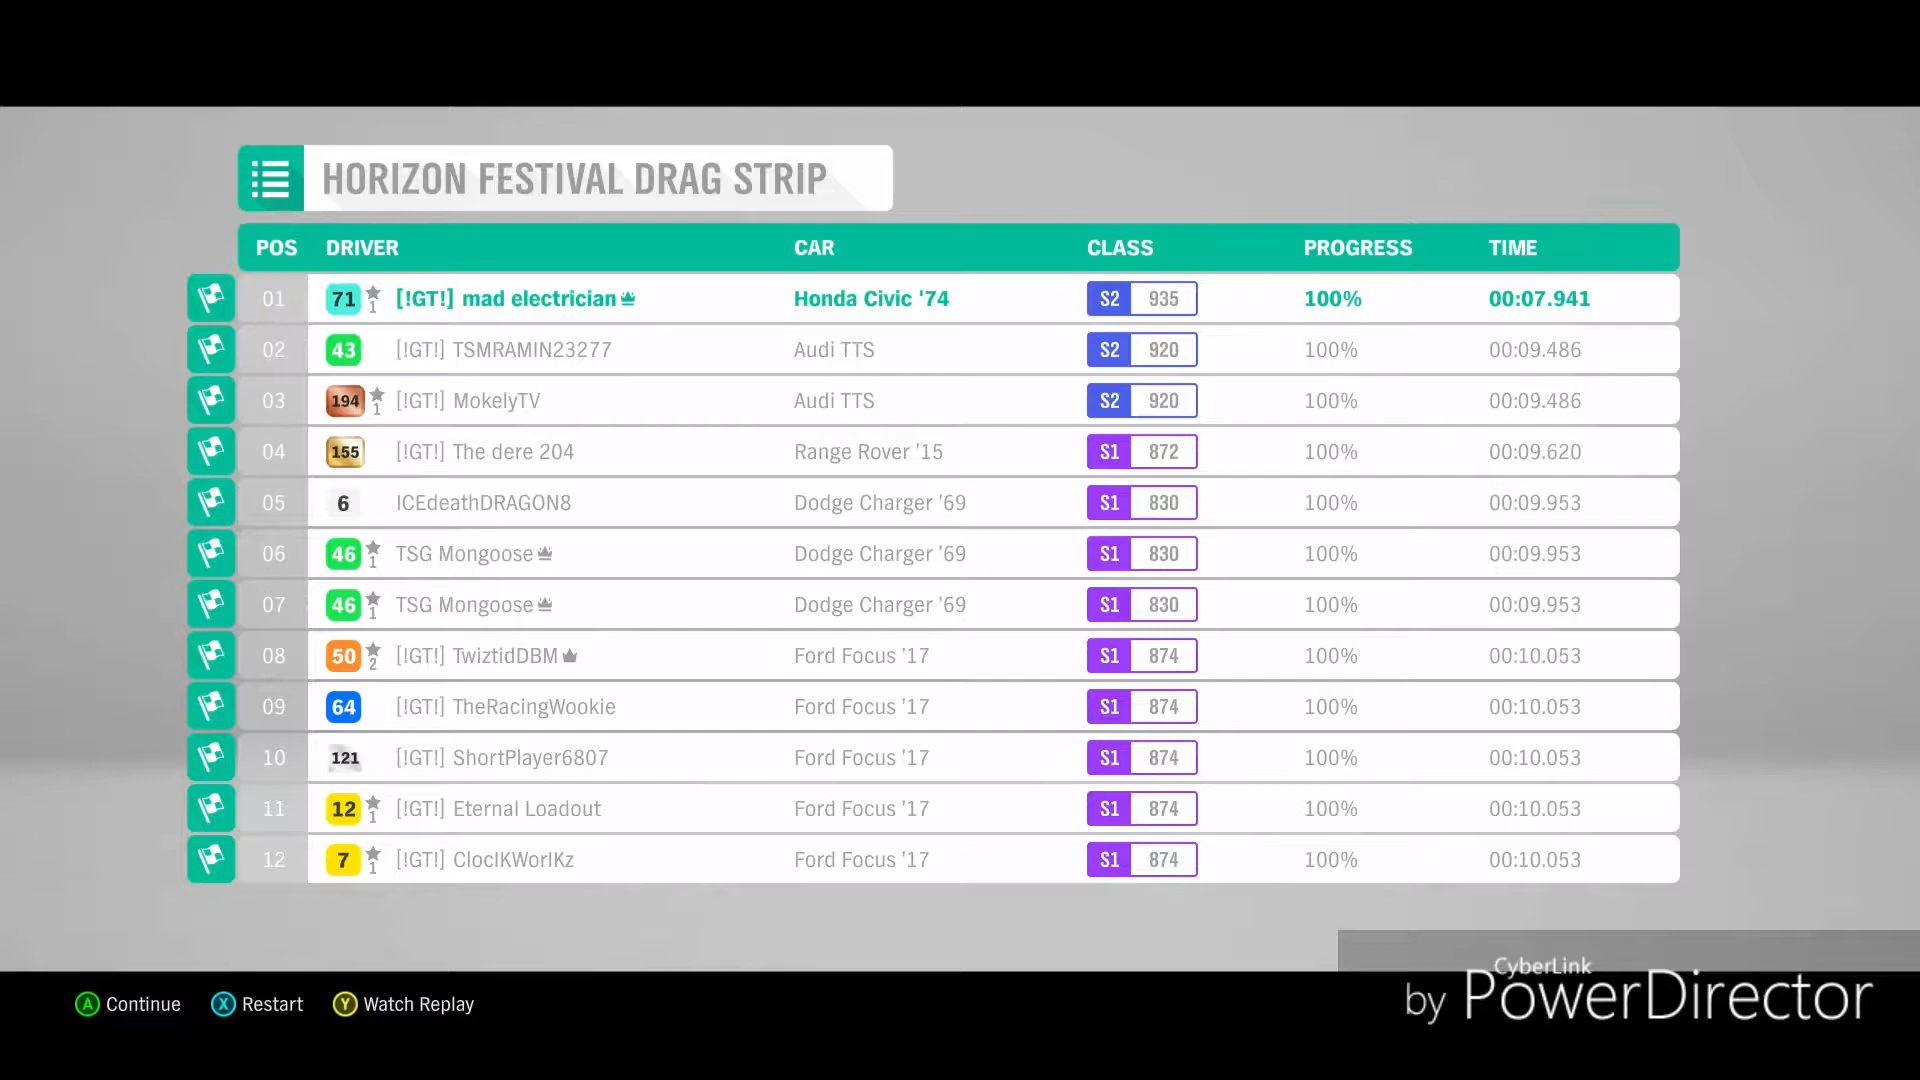 HORIZON FESTIVAL DRAG STRIP
POS DRIVER CAR CLASS PROGRESS TIME
01 71 1 [!GT!] mad electrician Honda Civic '74 S2 935 100% 00:07.941
02 43 [!GT!] TSMRAMIN23277 Audi TTS S2 920 100% 00:09.486
03 194 1 [!GT!] MokelyTV Audi TTS S2 920 100% 00:09.486
04 155 [!GT!] The dere 204 Range Rover '15 S1 872 100% 00:09.620
05 6 ICEdeathDRAGON8 Dodge Charger '69 S1 830 100% 00:09.953
06 46 1 TSG Mongoose Dodge Charger '69 S1 830 100% 00:09.953
07 46 1 TSG Mongoose Dodge Charger '69 S1 830 100% 00:09.953
08 50 2 [!GT!] TwiztidDBM Ford Focus '17 S1 874 100% 00:10.053
09 64 [!GT!] TheRacingWookie Ford Focus '17 S1 874 100% 00:10.053
10 121 [!GT!] ShortPlayer6807 Ford Focus '17 S1 874 100% 00:10.053
11 12 1 [!GT!] Eternal Loadout Ford Focus '17 S1 874 100% 00:10.053
12 7 1 [!GT!] ClocIKWorIKz Ford Focus '17 S1 874 100% 00:10.053
A Continue X Restart Y Watch Replay
CyberLink
by PowerDirector